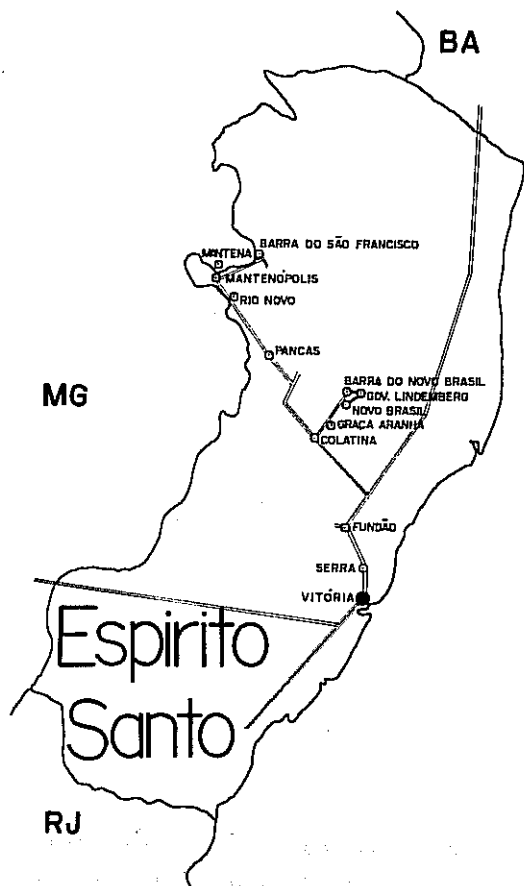 BA
BARRA DO SÃO FRANCISCO
MANTENA
MANTENÓPOLIS
RIO NOVO
PANCAS
MG
BARRA DO NOVO BRASIL
GOV. LINDEMBERG
NOVO BRASIL
GRAÇA ARANHA
COLATINA
FUNDÃO
SERRA
VITÓRIA
Espirito
Santo
RJ